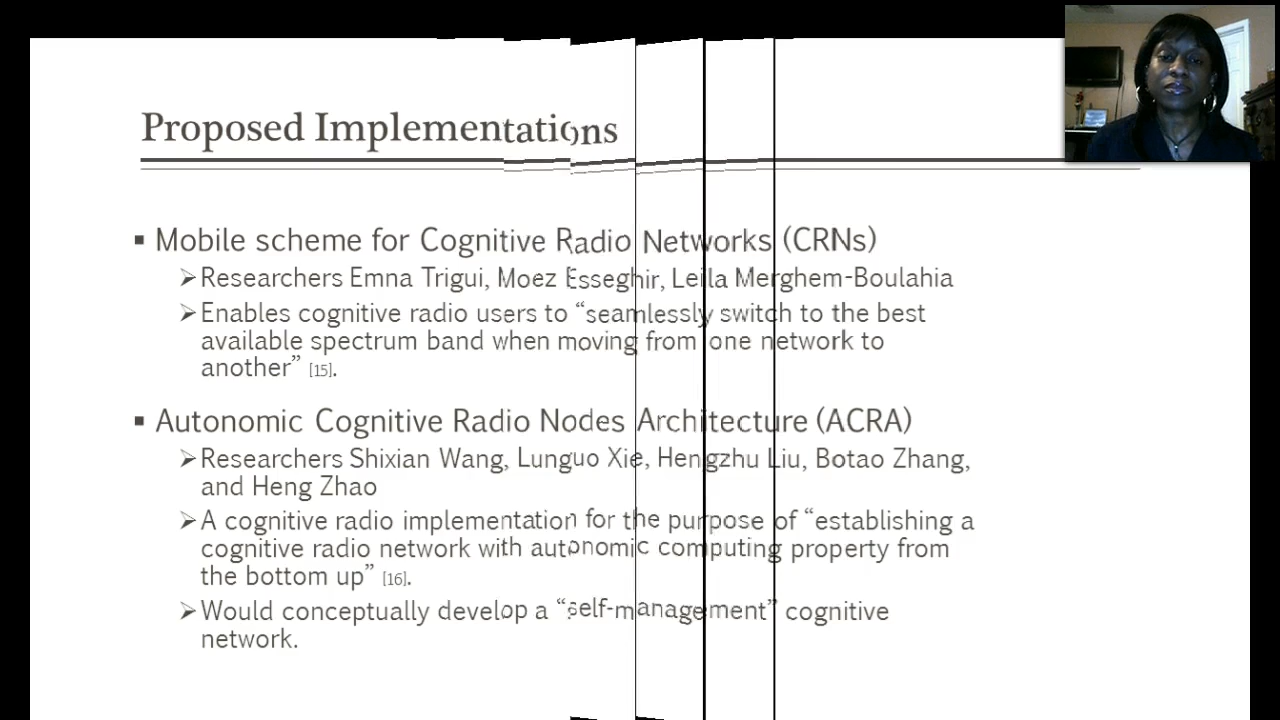 Proposed Implementations
▪ Mobile scheme for Cognitive Radio Networks (CRNs)
➢Researchers Emna Trigui, Moez Esseghir, Leila Merghem-Boulahia
➢Enables cognitive radio users to “seamlessly switch to the best
available spectrum band when moving from one network to
another” [15].
▪ Autonomic Cognitive Radio Nodes Architecture (ACRA)
➢Researchers Shixian Wang, Lunguo Xie, Hengzhu Liu, Botao Zhang,
and Heng Zhao
➢A cognitive radio implementation for the purpose of “establishing a
cognitive radio network with autonomic computing property from
the bottom up” [16].
➢Would conceptually develop a “self-management” cognitive
network.